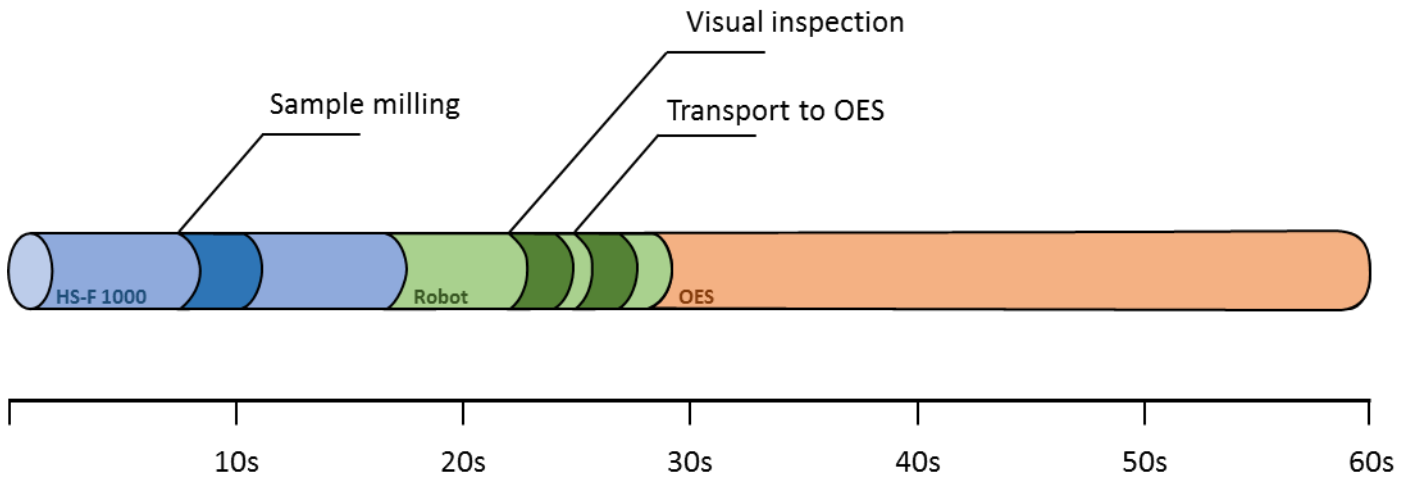 Visual inspection
Sample milling
Transport to OES
HS-F 1000
Robot
OES
10s
20s
30s
40s
50s
60s